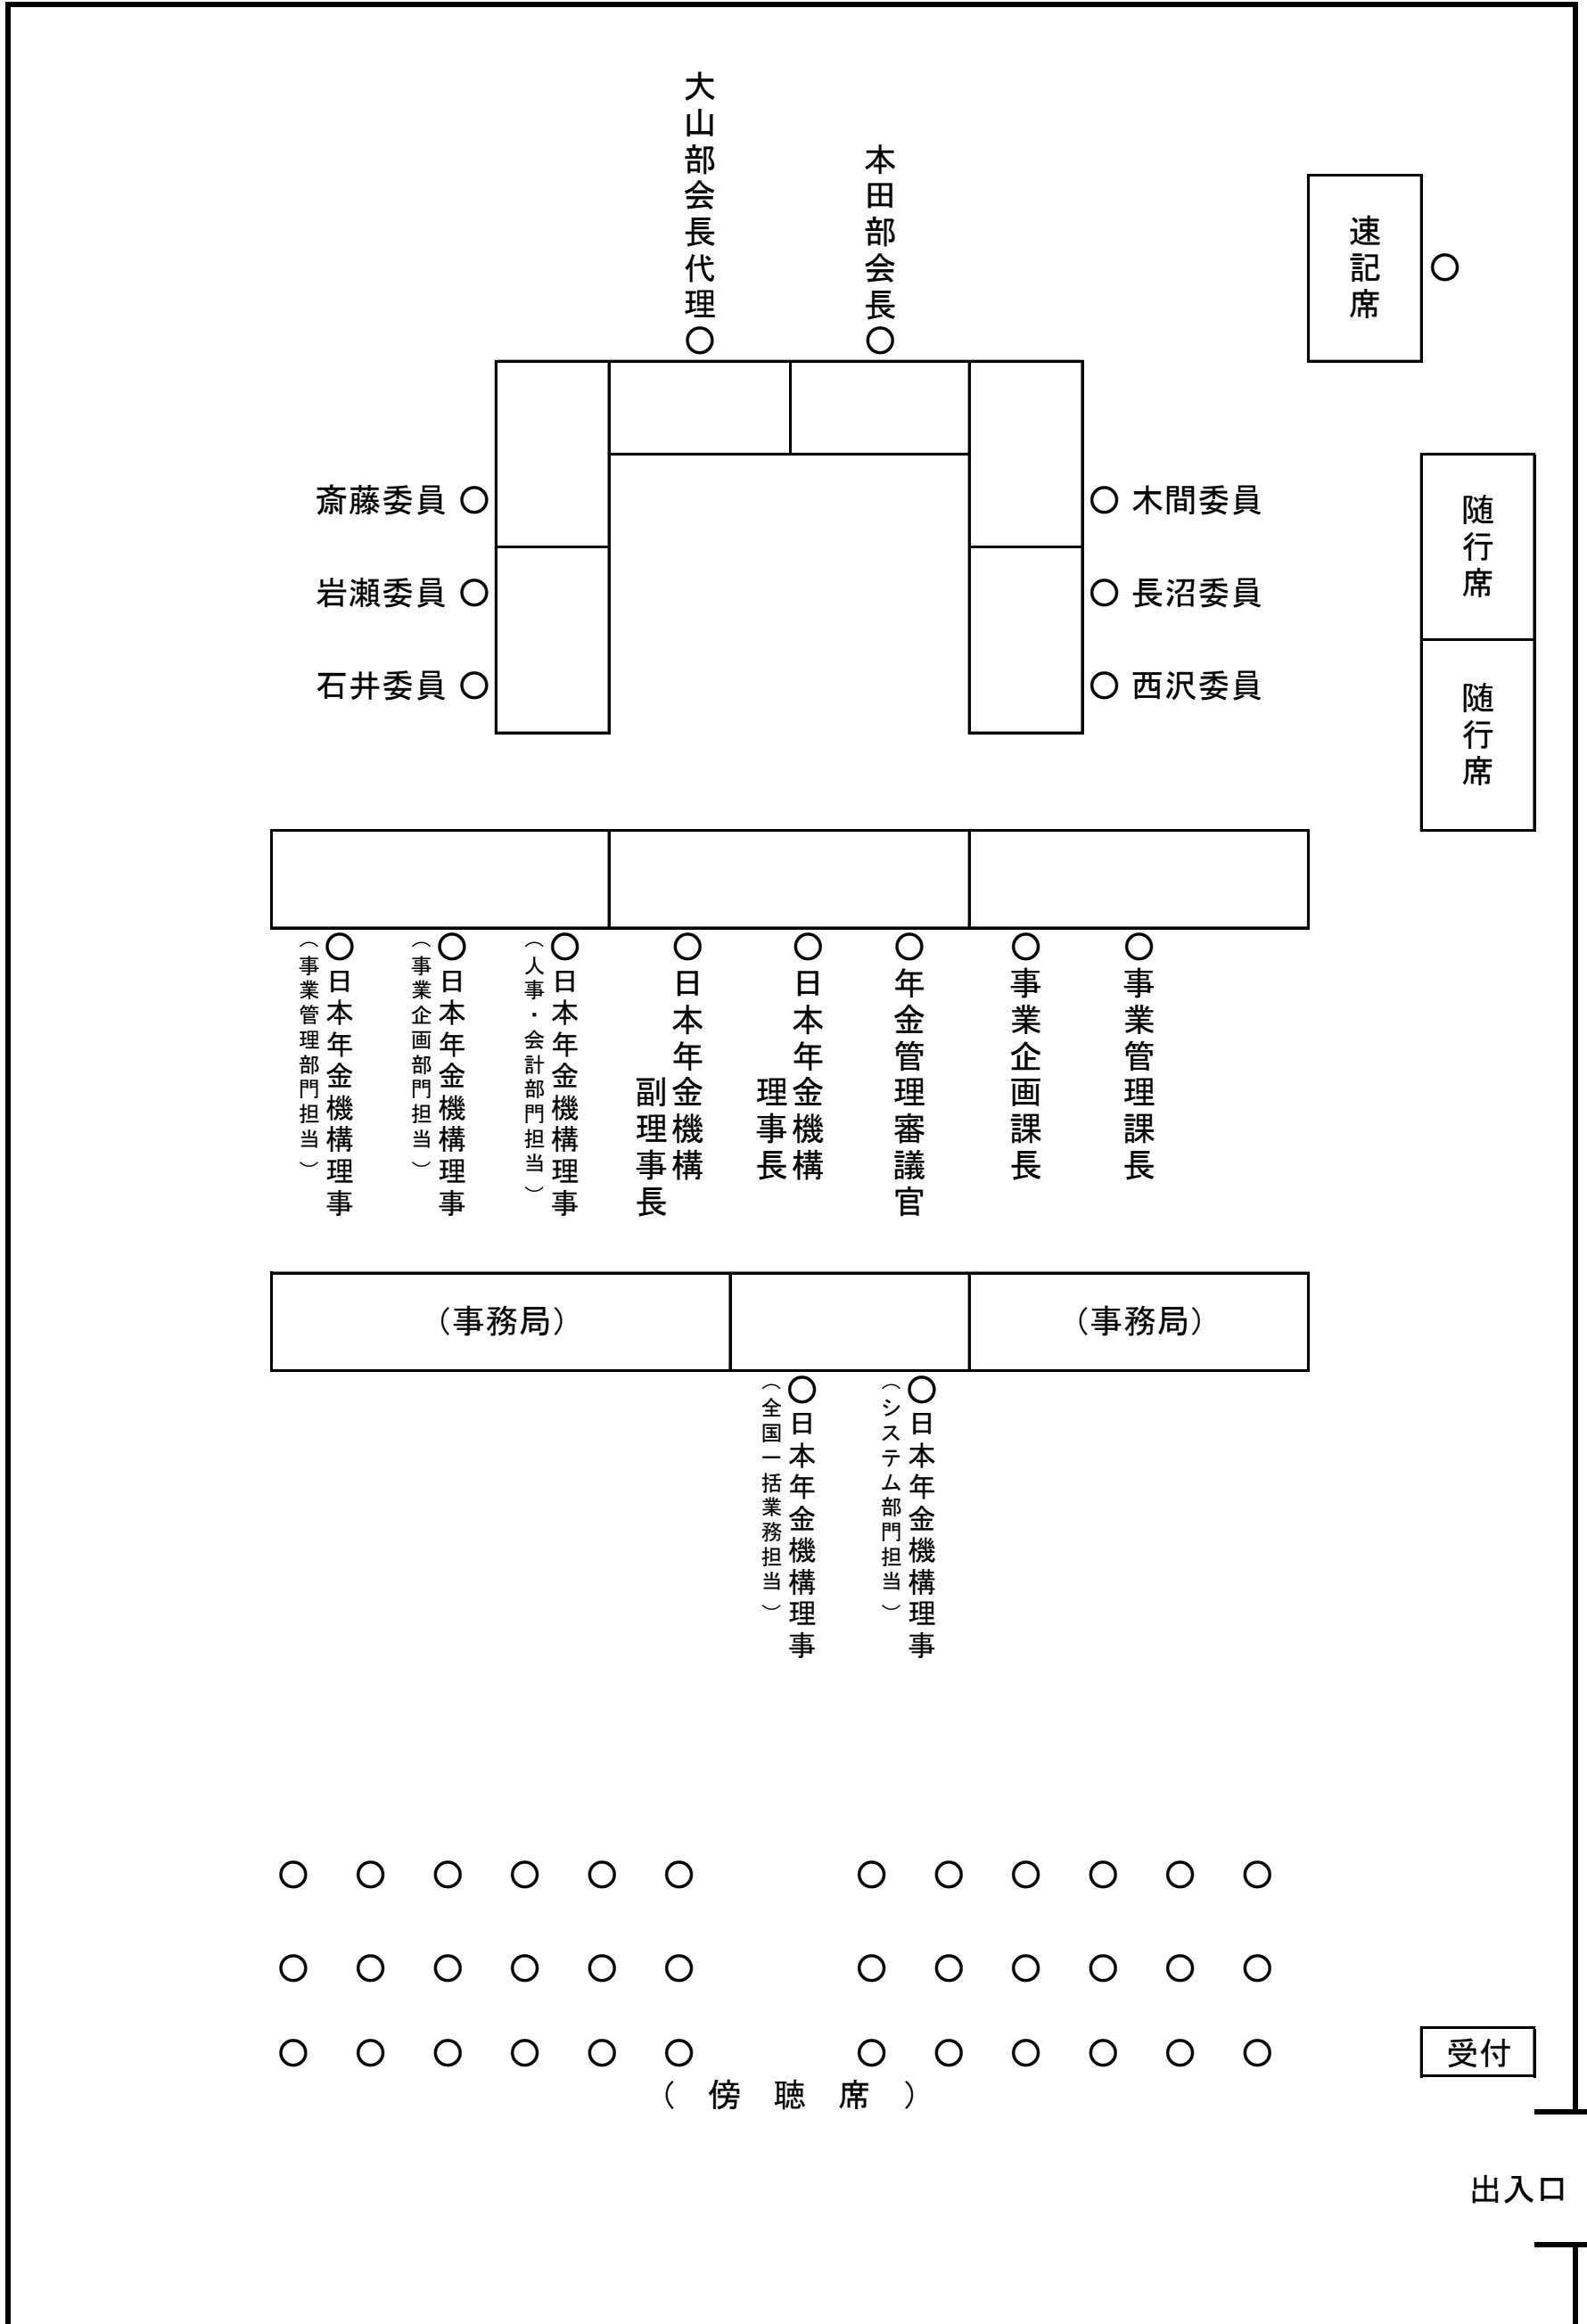 大山部会長代理○
本田部会長○
速記席
○
斎藤委員 ○
○ 木間委員
岩瀬委員 ○
○ 長沼委員
石井委員 ○
○ 西沢委員
随行席
随行席
○日本年金機構理事
（事業管理部門担当）
○日本年金機構理事
（事業企画部門担当）
○日本年金機構理事
（人事・会計部門担当）
○日本年金機構
副理事長
○日本年金機構
理事長
○年金管理審議官
○事業企画課長
○事業管理課長
（事務局）
（事務局）
○日本年金機構理事
（全国一括業務担当）
○日本年金機構理事
（システム部門担当）
○ ○ ○ ○ ○ ○ ○ ○ ○ ○ ○ ○
○ ○ ○ ○ ○ ○ ○ ○ ○ ○ ○ ○
○ ○ ○ ○ ○ ○ ○ ○ ○ ○ ○ ○
受付
（ 傍 聴 席 ）
出入口